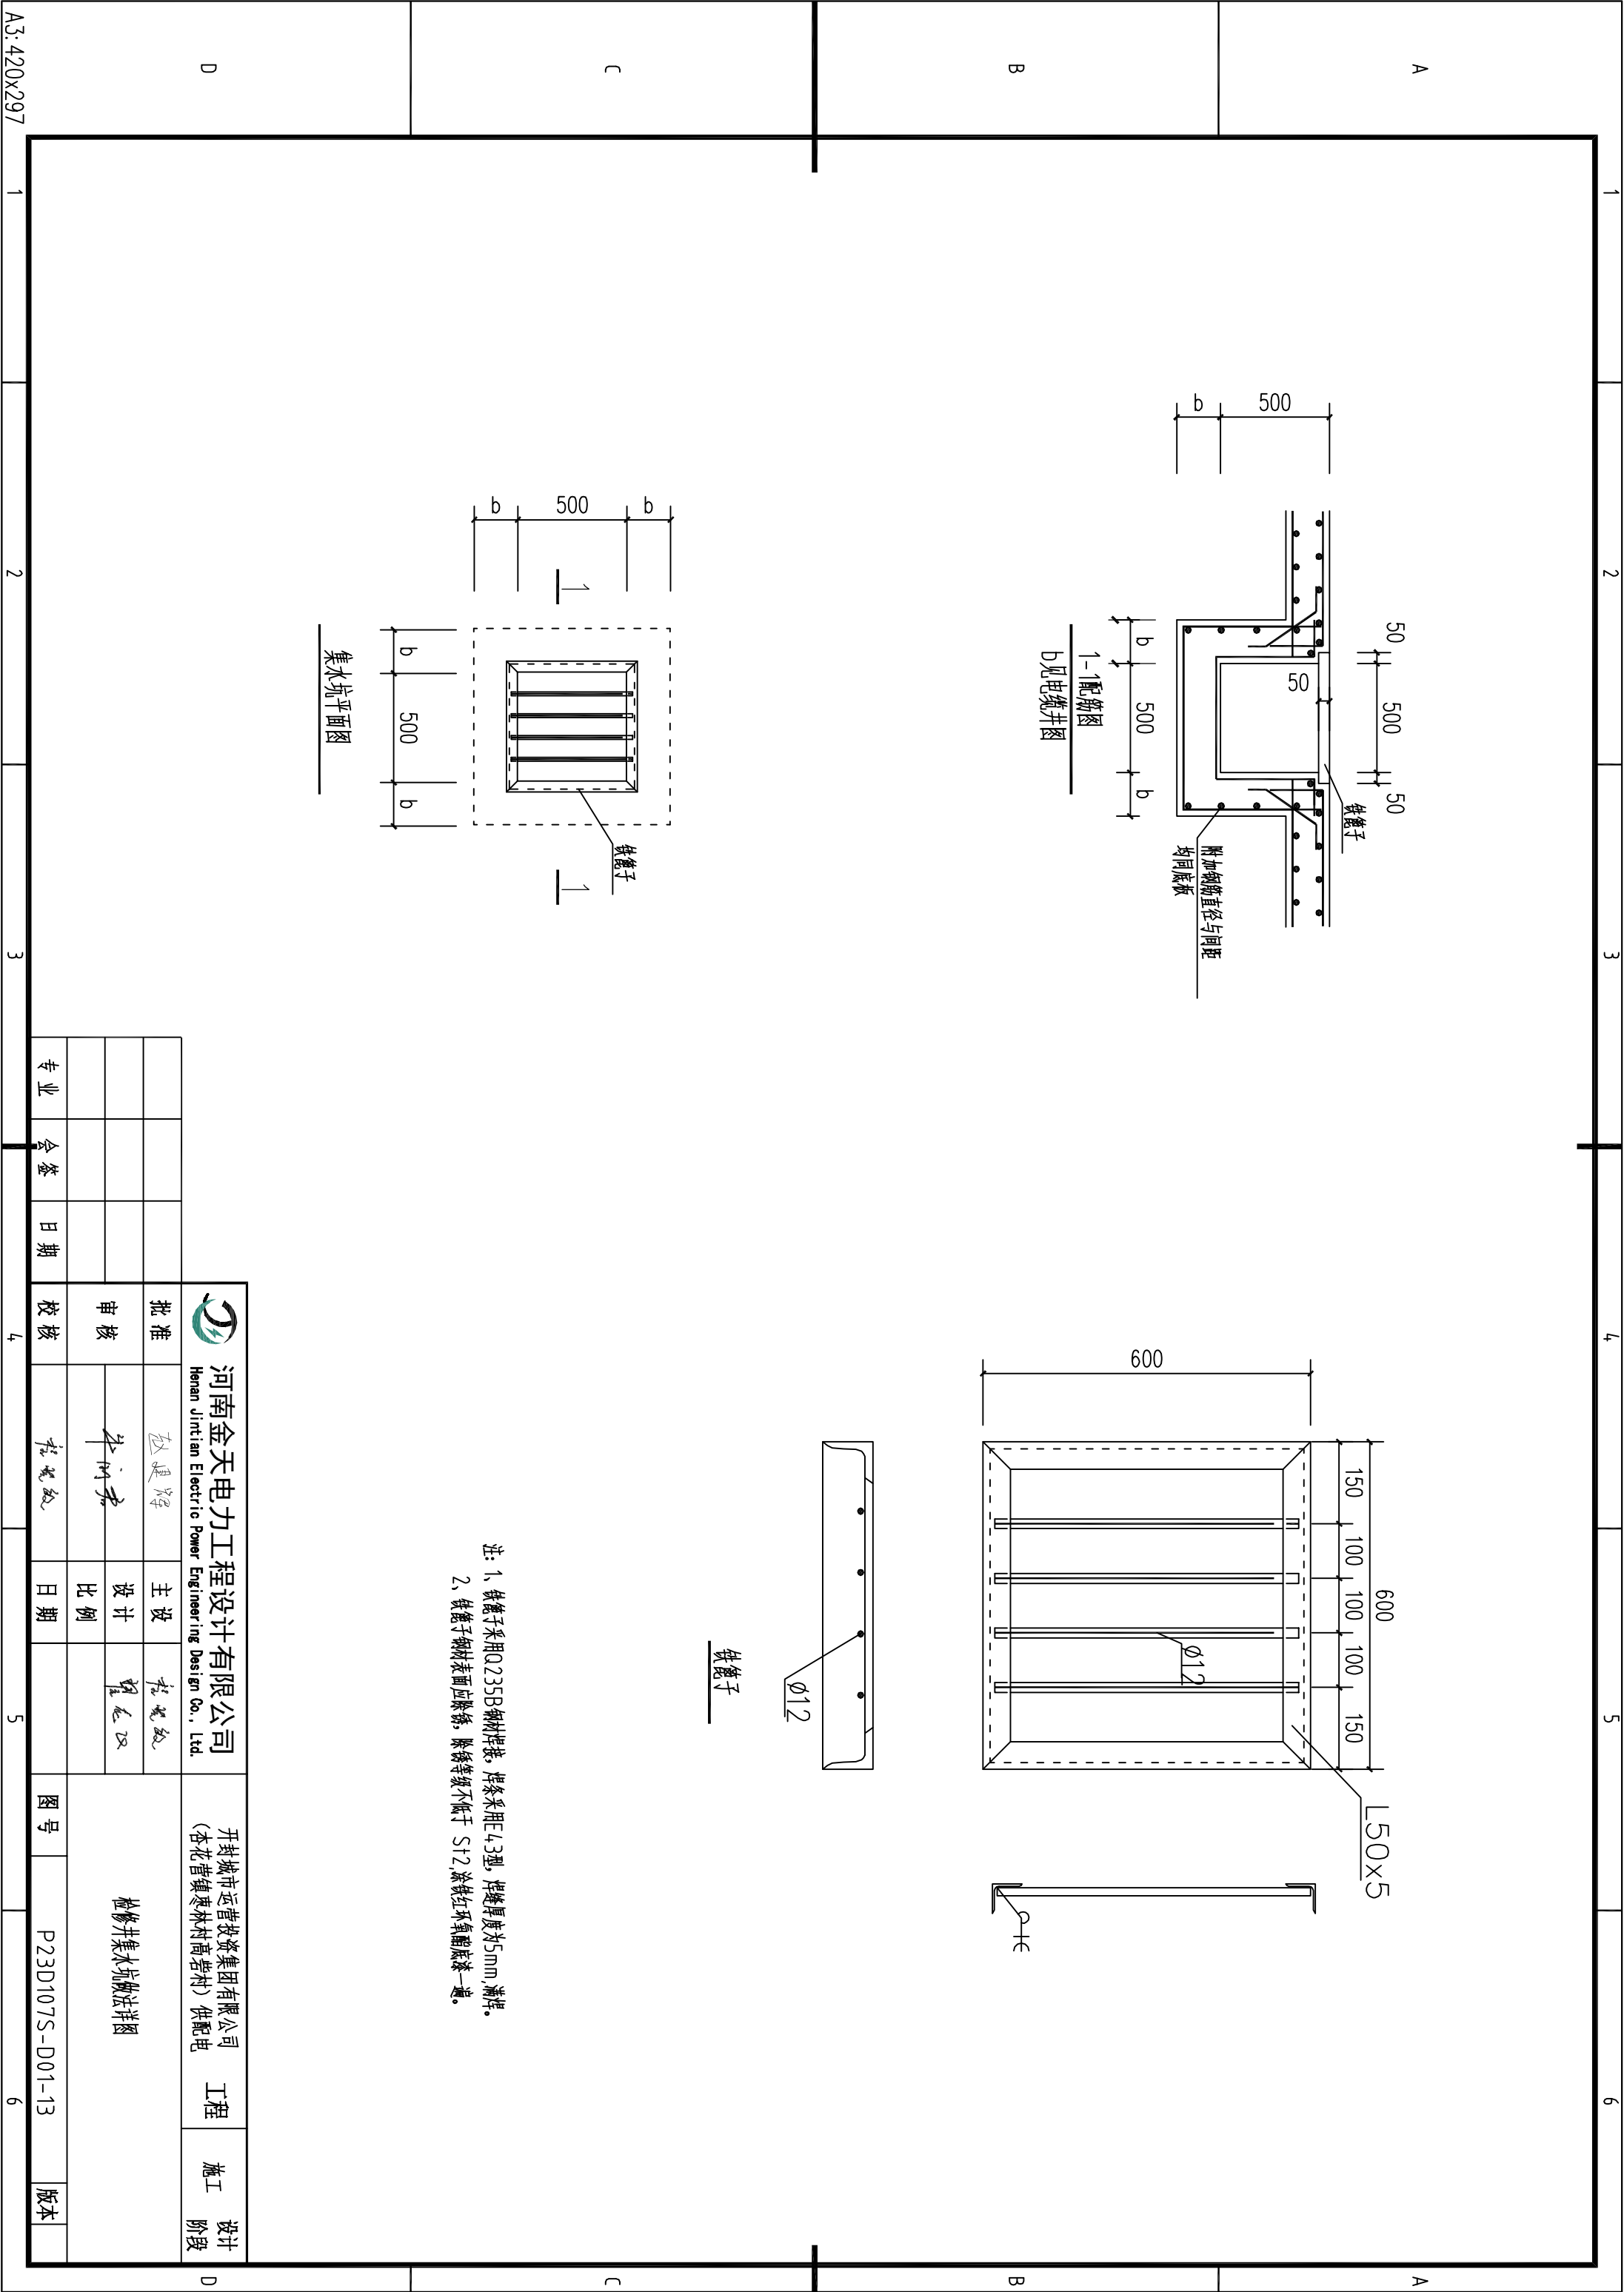 A3:420x297
1
2
3
4
5
6
1
2
3
4
5
6
A
B
C
D
A
B
C
D
50
500
50
50
铁篦子
500
b
附加钢筋直径与间距
均同底板
b
500
b
1-1配筋图
b见电缆井图
b
500
b
1
1
铁篦子
b
500
b
集水坑平面图
600
150
100
100
100
150
600
L50x5
Ø12
Ø12
铁篦子
注: 1、铁篦子采用Q235B钢材焊接, 焊条采用E43型, 焊缝厚度为5mm,满焊。
2、铁篦子钢材表面应除锈, 除锈等级不低于 St2,涂铁红环氧酯底漆一遍。
河南金天电力工程设计有限公司
Henan Jintian Electric Power Engineering Design Co., Ltd.
开封城市运营投资集团有限公司
(杏花营镇枣林村高砦村) 供配电
工程
施工
设计
阶段
批准
主设
审核
设计
比例
校核
日期
检修井集水坑做法详图
图号
P23D107S-D01-13
版本
专业
会签
日期